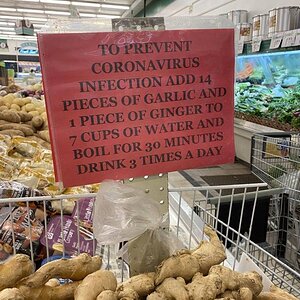 TO PREVENT
CORONAVIRUS
INFECTION ADD 14
PIECES OF GARLIC AND
1 PIECE OF GINGER TO
7 CUPS OF WATER AND
BOIL FOR 30 MINUTES
DRINK 3 TIMES A DAY